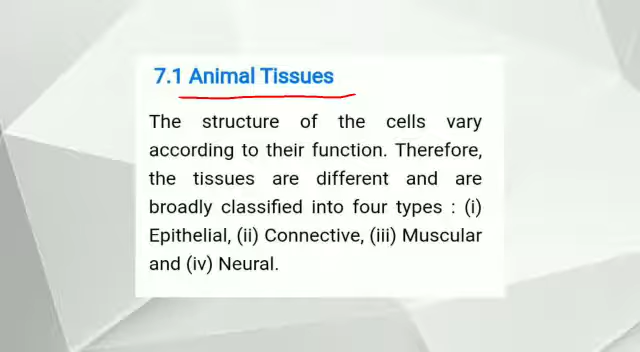 7.1 Animal Tissues
The structure of the cells vary
according to their function. Therefore,
the tissues are different and are
broadly classified into four types : (i)
Epithelial, (ii) Connective, (iii) Muscular
and (iv) Neural.